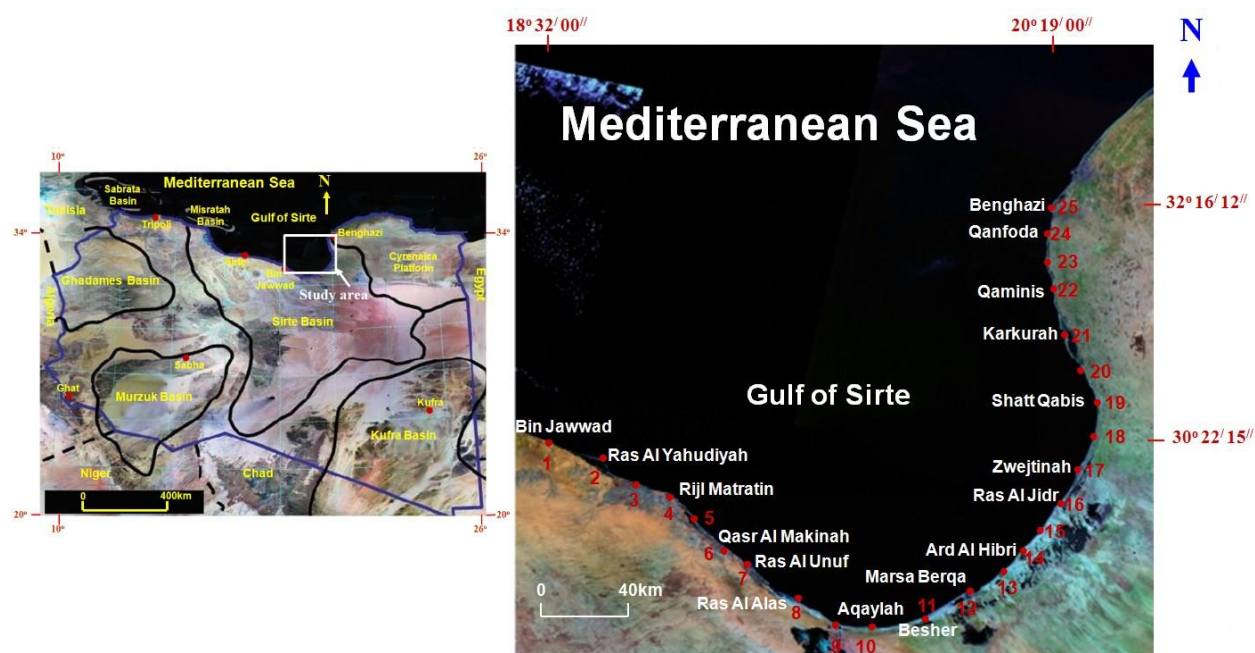 10°
26°
Sabrata
Basin
Mediterranean Sea
N
Tunisia
Misratah
Basin
Gulf of Sirte
Tripoli
34°
34°
Benghazi
Sirte
Bin
Jawwad
Cyrenaica
Platform
Ghadames Basin
Study area
Egypt
Algeria
Sirte Basin
Sabha
Ghat
Murzuk Basin
Kufra
Kufra Basin
Niger
Chad
0 400km
20°
20°
10°
26°
18° 32/ 00//
20° 19/ 00//
N
Mediterranean Sea
Benghazi
25
32° 16/ 12//
Qanfoda
24
23
Qaminis
22
Karkurah
21
20
Gulf of Sirte
Shatt Qabis
19
Bin Jawwad
18
30° 22/ 15//
1
Ras Al Yahudiyah
2
Zwejtinah
17
3
Rijl Matratin
4
Ras Al Jidr
16
5
15
Qasr Al Makinah
6
Ard Al Hibri
14
Ras Al Unuf
7
Marsa Berqa
13
0 40km
Ras Al Alas
8
Aqaylah
11
12
Besher
9
10